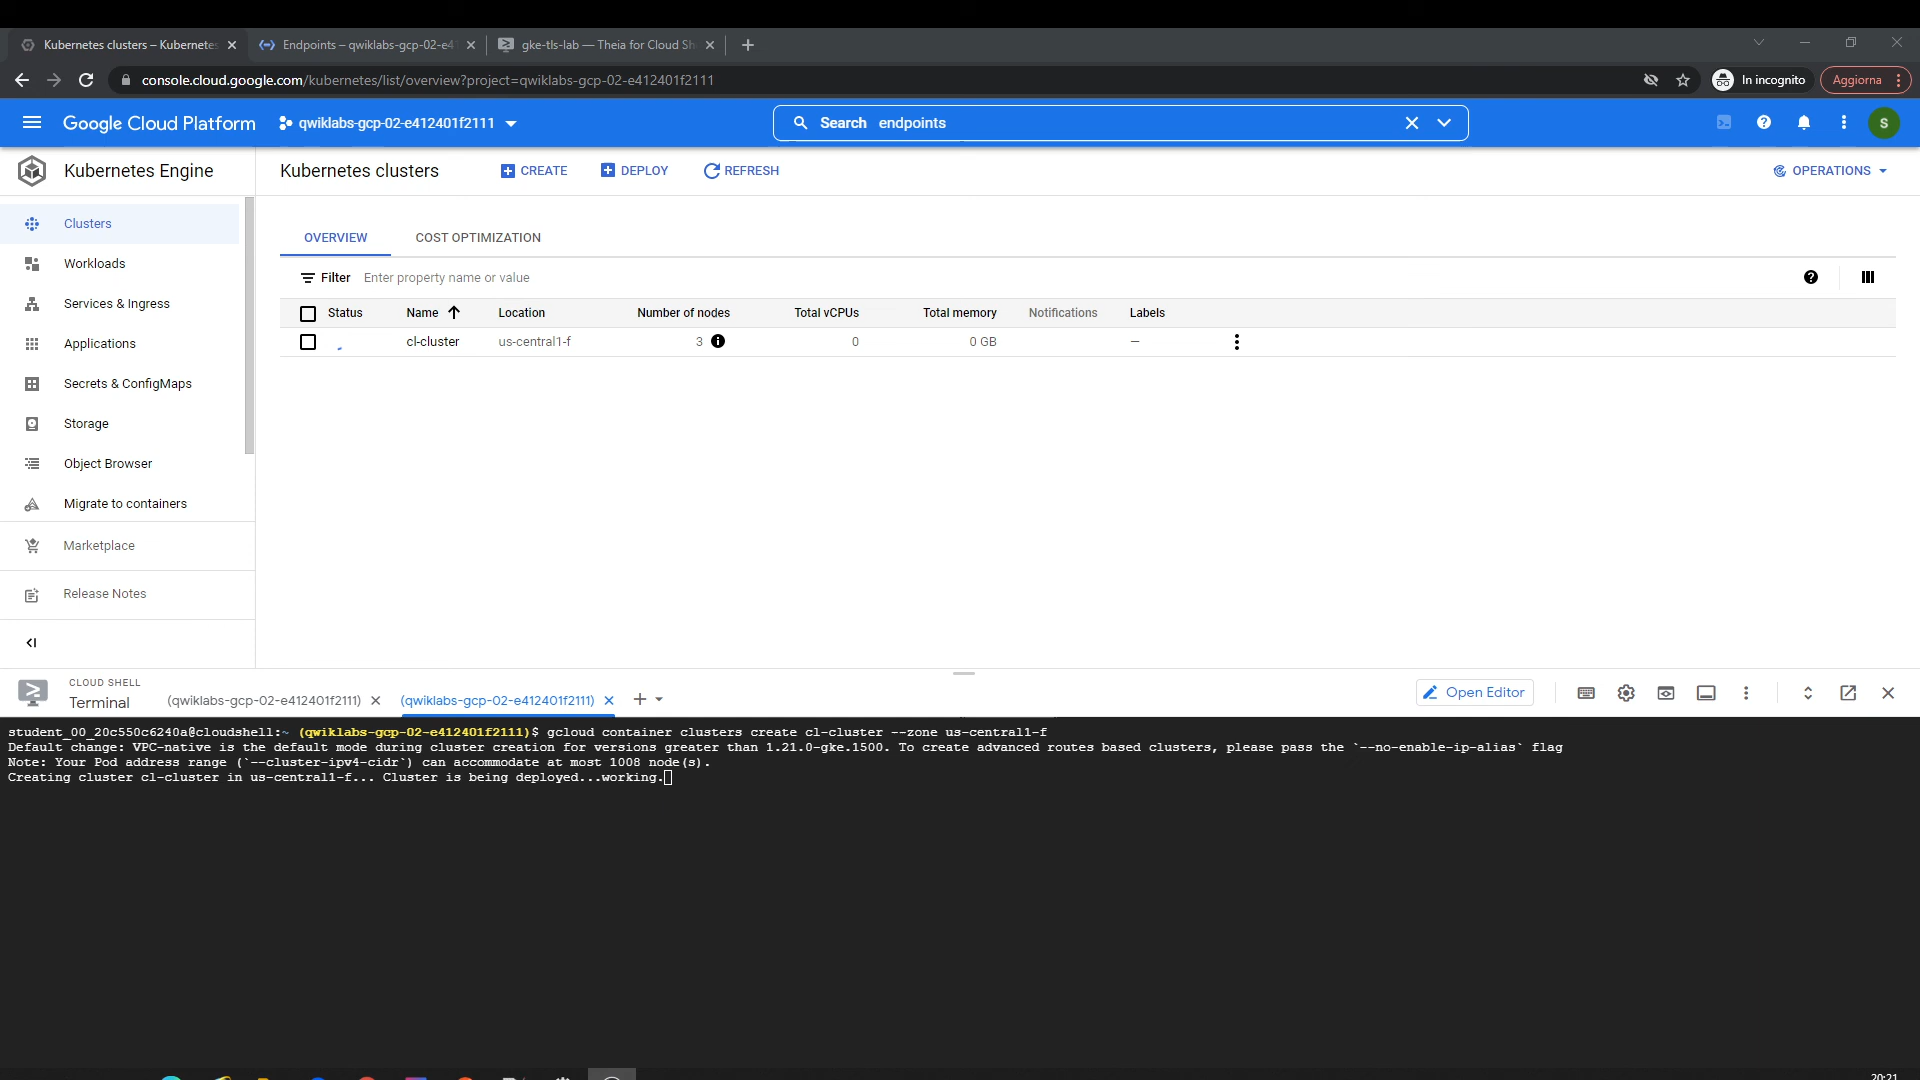 Kubernetes clusters – Kubernetes
Endpoints – qwiklabs-gcp-02-e4
gke-tls-lab — Theia for Cloud Sh
console.cloud.google.com/kubernetes/list/overview?project=qwiklabs-gcp-02-e412401f2111
In incognito
Aggiorna
Google Cloud Platform
qwiklabs-gcp-02-e412401f2111
Search endpoints
S
Kubernetes Engine
Kubernetes clusters
CREATE
DEPLOY
REFRESH
OPERATIONS
Clusters
Workloads
Services & Ingress
Applications
Secrets & ConfigMaps
Storage
Object Browser
Migrate to containers
Marketplace
Release Notes
OVERVIEW
COST OPTIMIZATION
Filter Enter property name or value
Status Name Location Number of nodes Total vCPUs Total memory Notifications Labels
cl-cluster us-central1-f 3 0 0 GB –
CLOUD SHELL
Terminal
(qwiklabs-gcp-02-e412401f2111)
(qwiklabs-gcp-02-e412401f2111)
Open Editor
student_00_20c550c6240a@cloudshell:~ (qwiklabs-gcp-02-e412401f2111)$ gcloud container clusters create cl-cluster --zone us-central1-f
Default change: VPC-native is the default mode during cluster creation for versions greater than 1.21.0-gke.1500. To create advanced routes based clusters, please pass the `--no-enable-ip-alias` flag
Note: Your Pod address range (`--cluster-ipv4-cidr`) can accommodate at most 1008 node(s).
Creating cluster cl-cluster in us-central1-f... Cluster is being deployed...working.
20:21